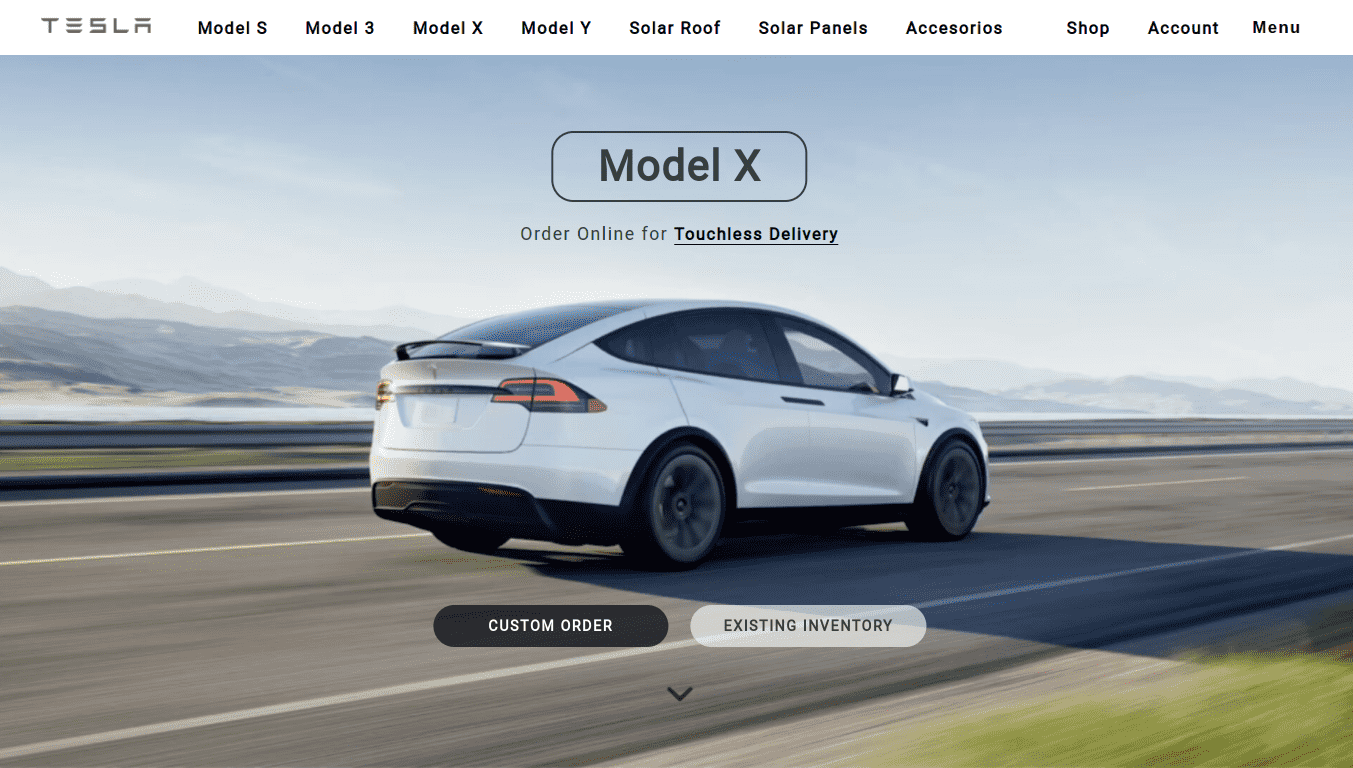 TESLA Model S Model 3 Model X Model Y Solar Roof Solar Panels Accesorios Shop Account Menu
Model X
Order Online for Touchless Delivery
CUSTOM ORDER EXISTING INVENTORY